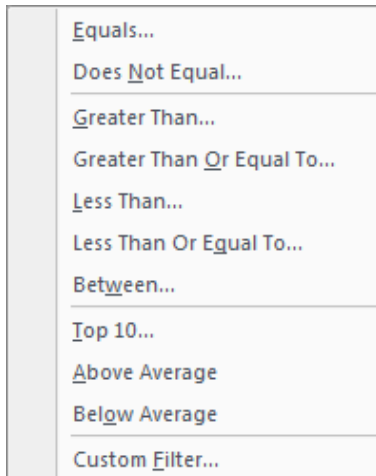 Equals...
Does Not Equal...
Greater Than...
Greater Than Or Equal To...
Less Than...
Less Than Or Equal To...
Between...
Top 10...
Above Average
Below Average
Custom Filter...